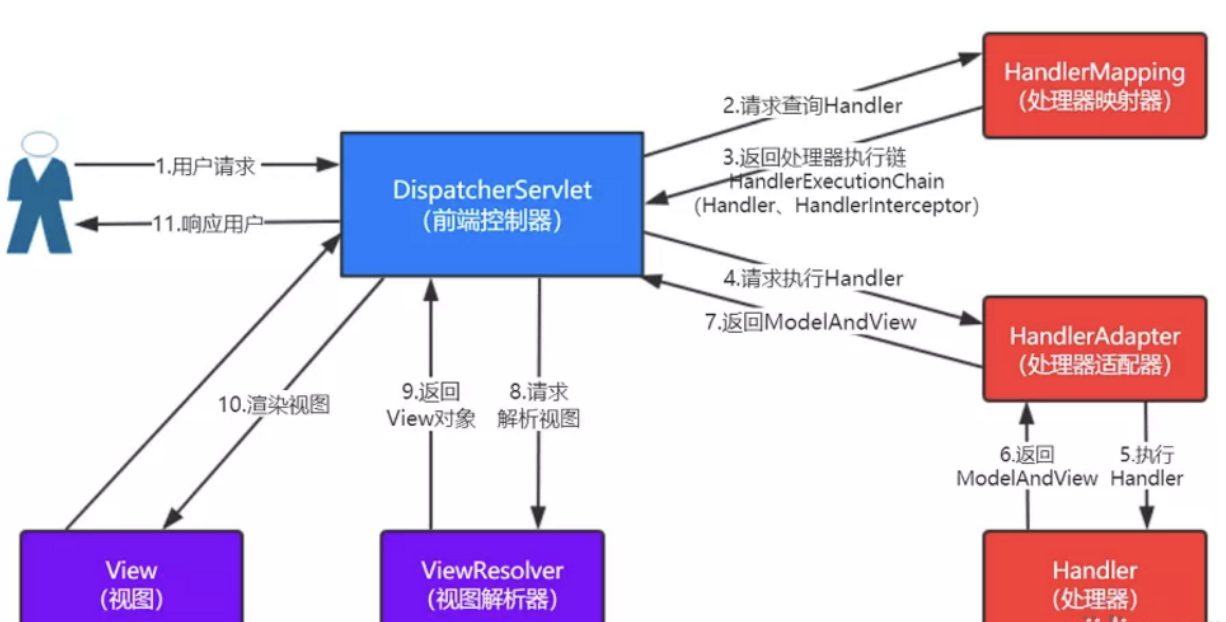 HandlerMapping
(处理器映射器)
2.请求查询Handler
3.返回处理器执行链
HandlerExecutionChain
(Handler、HandlerInterceptor)
1.用户请求
DispatcherServlet
(前端控制器)
11.响应用户
4.请求执行Handler
7.返回ModelAndView
HandlerAdapter
(处理器适配器)
10.渲染视图
9.返回
View对象
8.请求
解析视图
6.返回
ModelAndView
5.执行
Handler
View
(视图)
ViewResolver
(视图解析器)
Handler
(处理器)